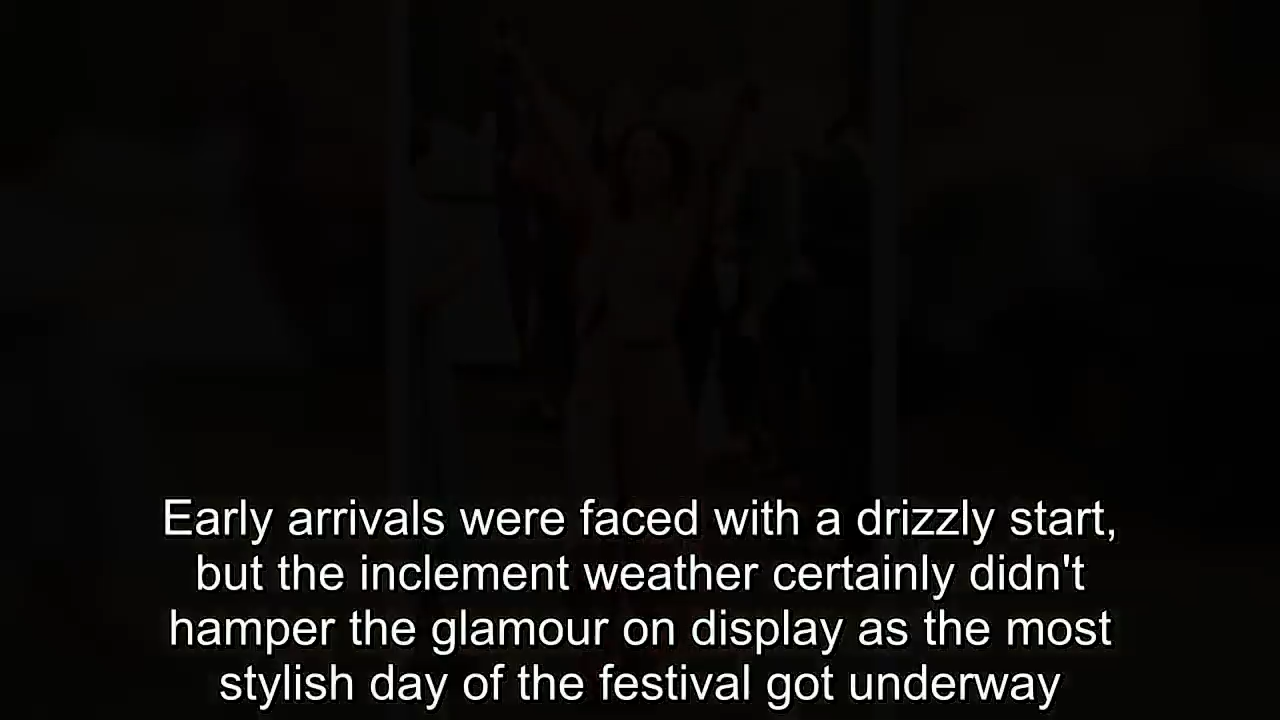 Early arrivals were faced with a drizzly start,
but the inclement weather certainly didn't
hamper the glamour on display as the most
stylish day of the festival got underway